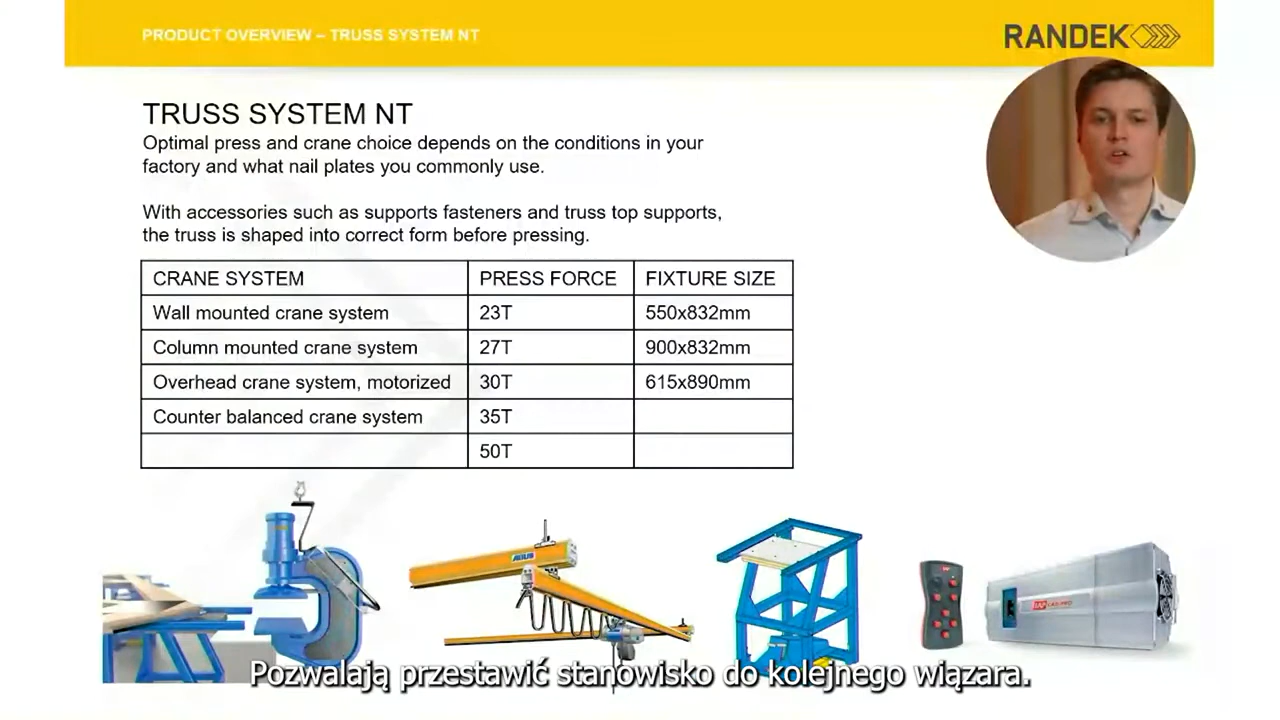 PRODUCT OVERVIEW – TRUSS SYSTEM NT
RANDEK
TRUSS SYSTEM NT
Optimal press and crane choice depends on the conditions in your
factory and what nail plates you commonly use.
With accessories such as supports fasteners and truss top supports,
the truss is shaped into correct form before pressing.
CRANE SYSTEM PRESS FORCE FIXTURE SIZE
Wall mounted crane system 23T 550x832mm
Column mounted crane system 27T 900x832mm
Overhead crane system, motorized 30T 615x890mm
Counter balanced crane system 35T
50T
ABUS
Pozwalają przestawić stanowisko do kolejnego wiązara.